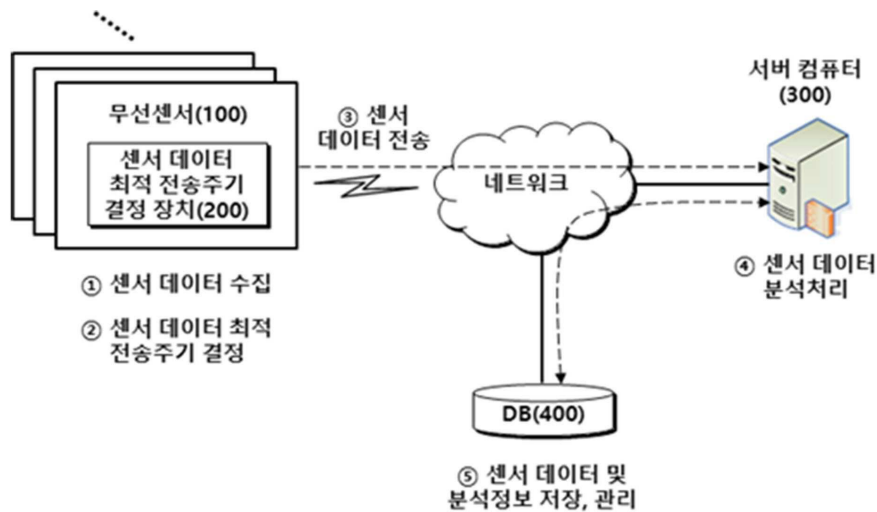 무선센서(100)
센서 데이터
최적 전송주기
결정 장치(200)
① 센서 데이터 수집
② 센서 데이터 최적
전송주기 결정
③ 센서
데이터 전송
네트워크
서버 컴퓨터
(300)
④ 센서 데이터
분석처리
DB(400)
⑤ 센서 데이터 및
분석정보 저장, 관리